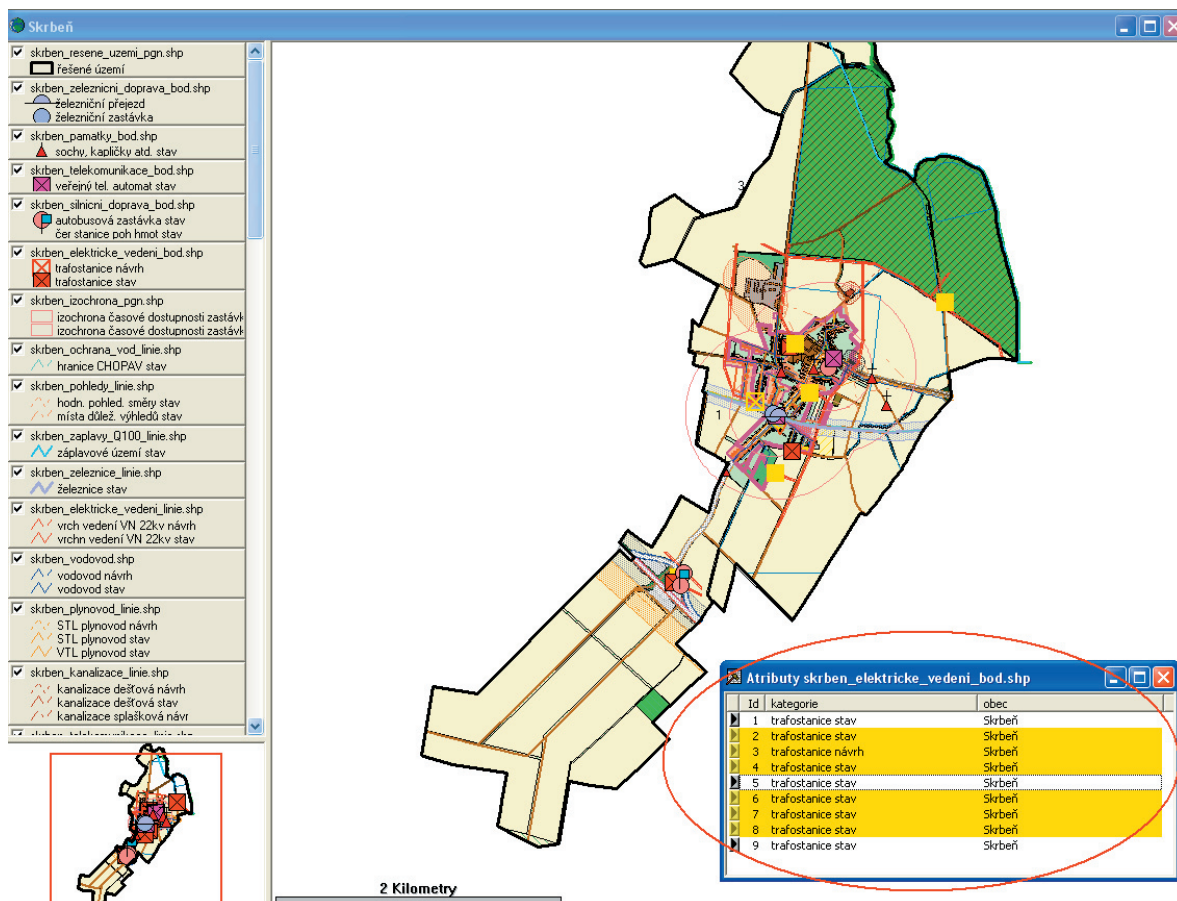 Skrbeň
skrben_resene_uzemi_pgn.shp
řešené území
skrben_zeleznicni_doprava_bod.shp
železniční přejezd
železniční zastávka
skrben_pamatky_bod.shp
sochy, kapličky atd. stav
skrben_telekomunikace_bod.shp
veřejný tel. automat stav
skrben_silnicni_doprava_bod.shp
autobusová zastávka stav
čer stanice poh hmot stav
skrben_elektricke_vedeni_bod.shp
trafostanice návrh
trafostanice stav
skrben_izochrona_pgn.shp
izochrona časové dostupnosti zastávk
izochrona časové dostupnosti zastávk
skrben_ochrana_vod_linie.shp
hranice CHOPAV stav
skrben_pohledy_linie.shp
hodn. pohled. směry stav
místa důlež. výhledů stav
skrben_zaplavy_Q100_linie.shp
záplavové území stav
skrben_zeleznice_linie.shp
železnice stav
skrben_elektricke_vedeni_linie.shp
vrch vedení VN 22kv návrh
vrchn vedení VN 22kv stav
skrben_vodovod.shp
vodovod návrh
vodovod stav
skrben_plynovod_linie.shp
STL plynovod návrh
STL plynovod stav
VTL plynovod stav
skrben_kanalizace_linie.shp
kanalizace dešťová návrh
kanalizace dešťová stav
kanalizace splašková návr
3
1
2 Kilometry
Atributy skrben_elektricke_vedeni_bod.shp
Id kategorie obec
1 trafostanice stav Skrbeň
2 trafostanice stav Skrbeň
3 trafostanice návrh Skrbeň
4 trafostanice stav Skrbeň
5 trafostanice stav Skrbeň
6 trafostanice stav Skrbeň
7 trafostanice stav Skrbeň
8 trafostanice stav Skrbeň
9 trafostanice stav Skrbeň